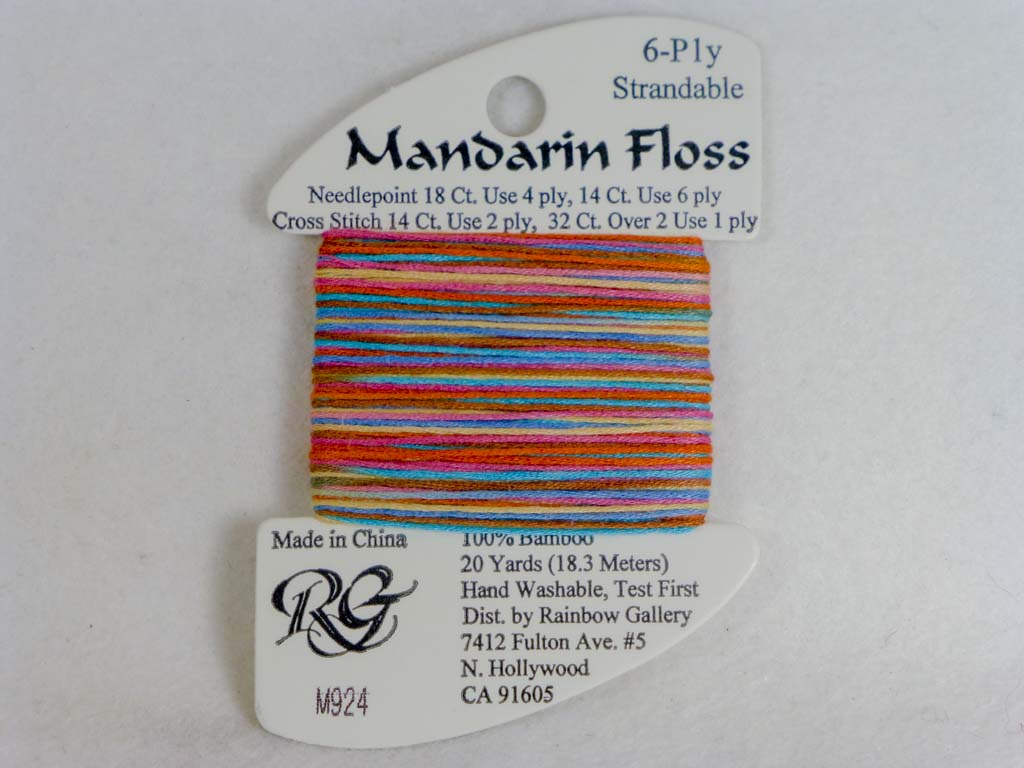 6-Ply
Strandable
Mandarin Floss
Needlepoint 18 Ct. Use 4 ply, 14 Ct. Use 6 ply
Cross Stitch 14 Ct. Use 2 ply, 32 Ct. Over 2 Use 1 ply
Made in China
100% Bamboo
20 Yards (18.3 Meters)
Hand Washable, Test First
Dist. by Rainbow Gallery
7412 Fulton Ave. #5
N. Hollywood
CA 91605
RG
M924